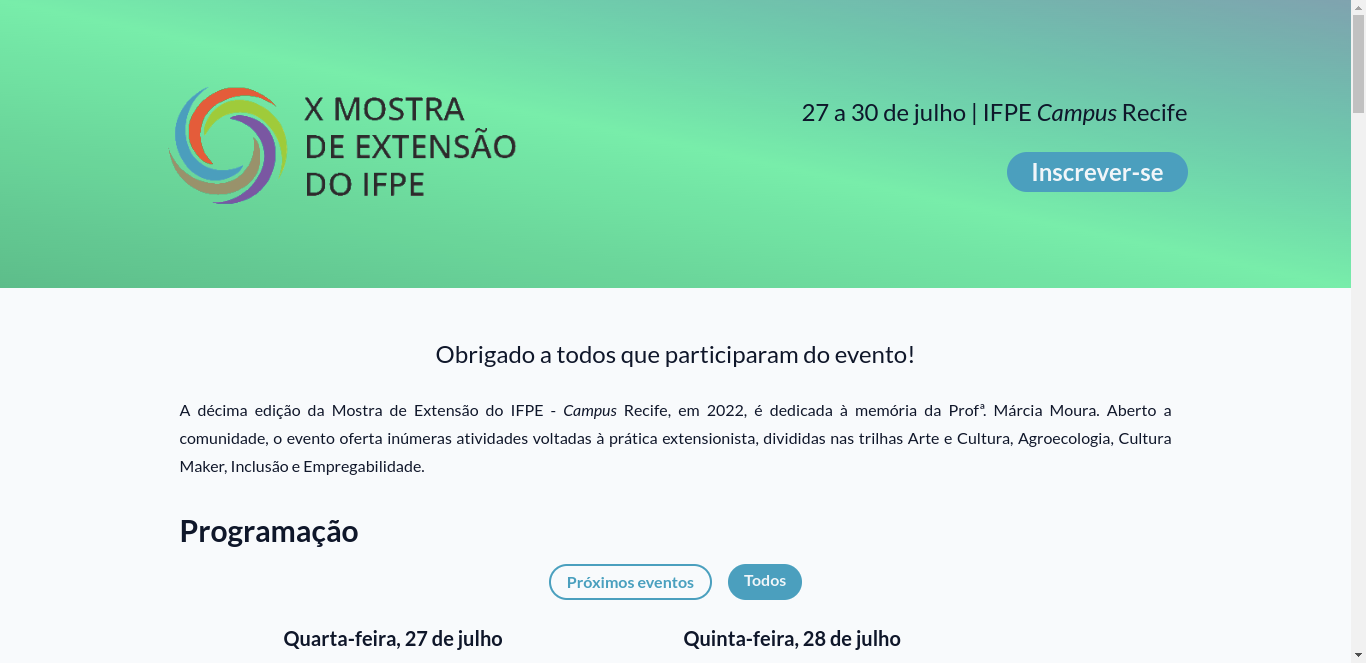 X MOSTRA
DE EXTENSÃO
DO IFPE
27 a 30 de julho | IFPE Campus Recife
Inscrever-se
Obrigado a todos que participaram do evento!
A décima edição da Mostra de Extensão do IFPE - Campus Recife, em 2022, é dedicada à memória da Profª. Márcia Moura. Aberto a
comunidade, o evento oferta inúmeras atividades voltadas à prática extensionista, divididas nas trilhas Arte e Cultura, Agroecologia, Cultura
Maker, Inclusão e Empregabilidade.
Programação
Próximos eventos
Todos
Quarta-feira, 27 de julho
Quinta-feira, 28 de julho